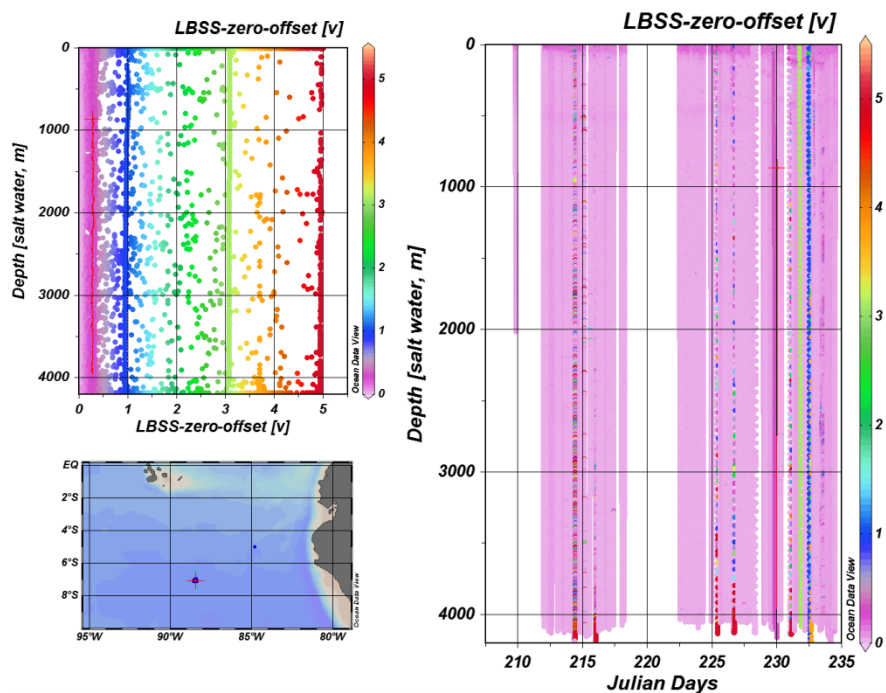 LBSS-zero-offset [v]
0
1000
2000
3000
4000
Depth [salt water, m]
0 1 2 3 4 5
LBSS-zero-offset [v]
5
4
3
2
1
0
Ocean Data View
EQ
2°S
4°S
6°S
8°S
95°W 90°W 85°W 80°W
Ocean Data View
LBSS-zero-offset [v]
0
1000
2000
3000
4000
Depth [salt water, m]
210 215 220 225 230 235
Julian Days
5
4
3
2
1
0
Ocean Data View